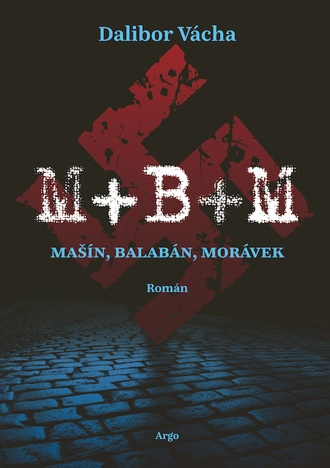 Dalibor Vácha
M+B+M
MAŠÍN, BALABÁN, MORÁVEK
Román
Argo